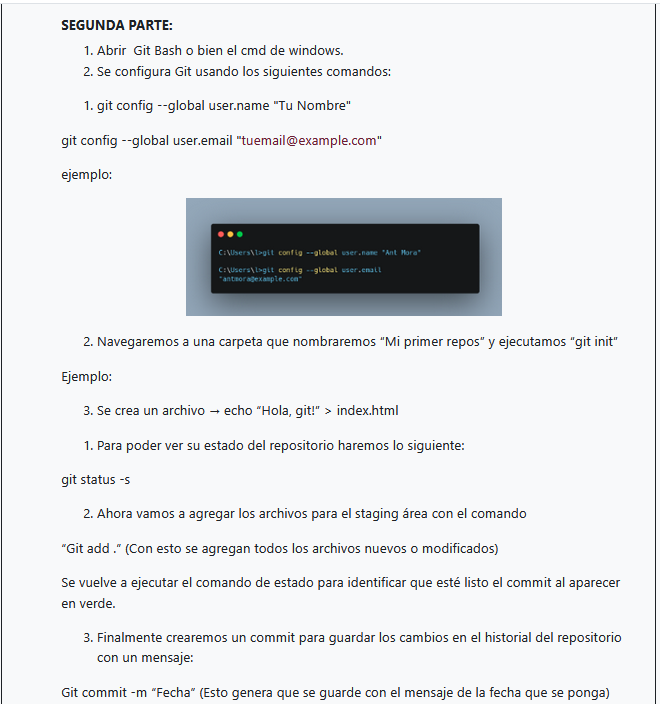 SEGUNDA PARTE:
1. Abrir  Git Bash o bien el cmd de windows.
2. Se configura Git usando los siguientes comandos:
1. git config --global user.name "Tu Nombre"
git config --global user.email "tuemail@example.com"
ejemplo:
C:\Users\l>git config --global user.name "Ant Mora"
C:\Users\l>git config --global user.email
"antmora@example.com"
2. Navegaremos a una carpeta que nombraremos “Mi primer repos” y ejecutamos “git init”
Ejemplo:
3. Se crea un archivo → echo “Hola, git!” > index.html
1. Para poder ver su estado del repositorio haremos lo siguiente:
git status -s
2. Ahora vamos a agregar los archivos para el staging área con el comando
“Git add .” (Con esto se agregan todos los archivos nuevos o modificados)
Se vuelve a ejecutar el comando de estado para identificar que esté listo el commit al aparecer
en verde.
3. Finalmente crearemos un commit para guardar los cambios en el historial del repositorio
con un mensaje:
Git commit -m “Fecha” (Esto genera que se guarde con el mensaje de la fecha que se ponga)